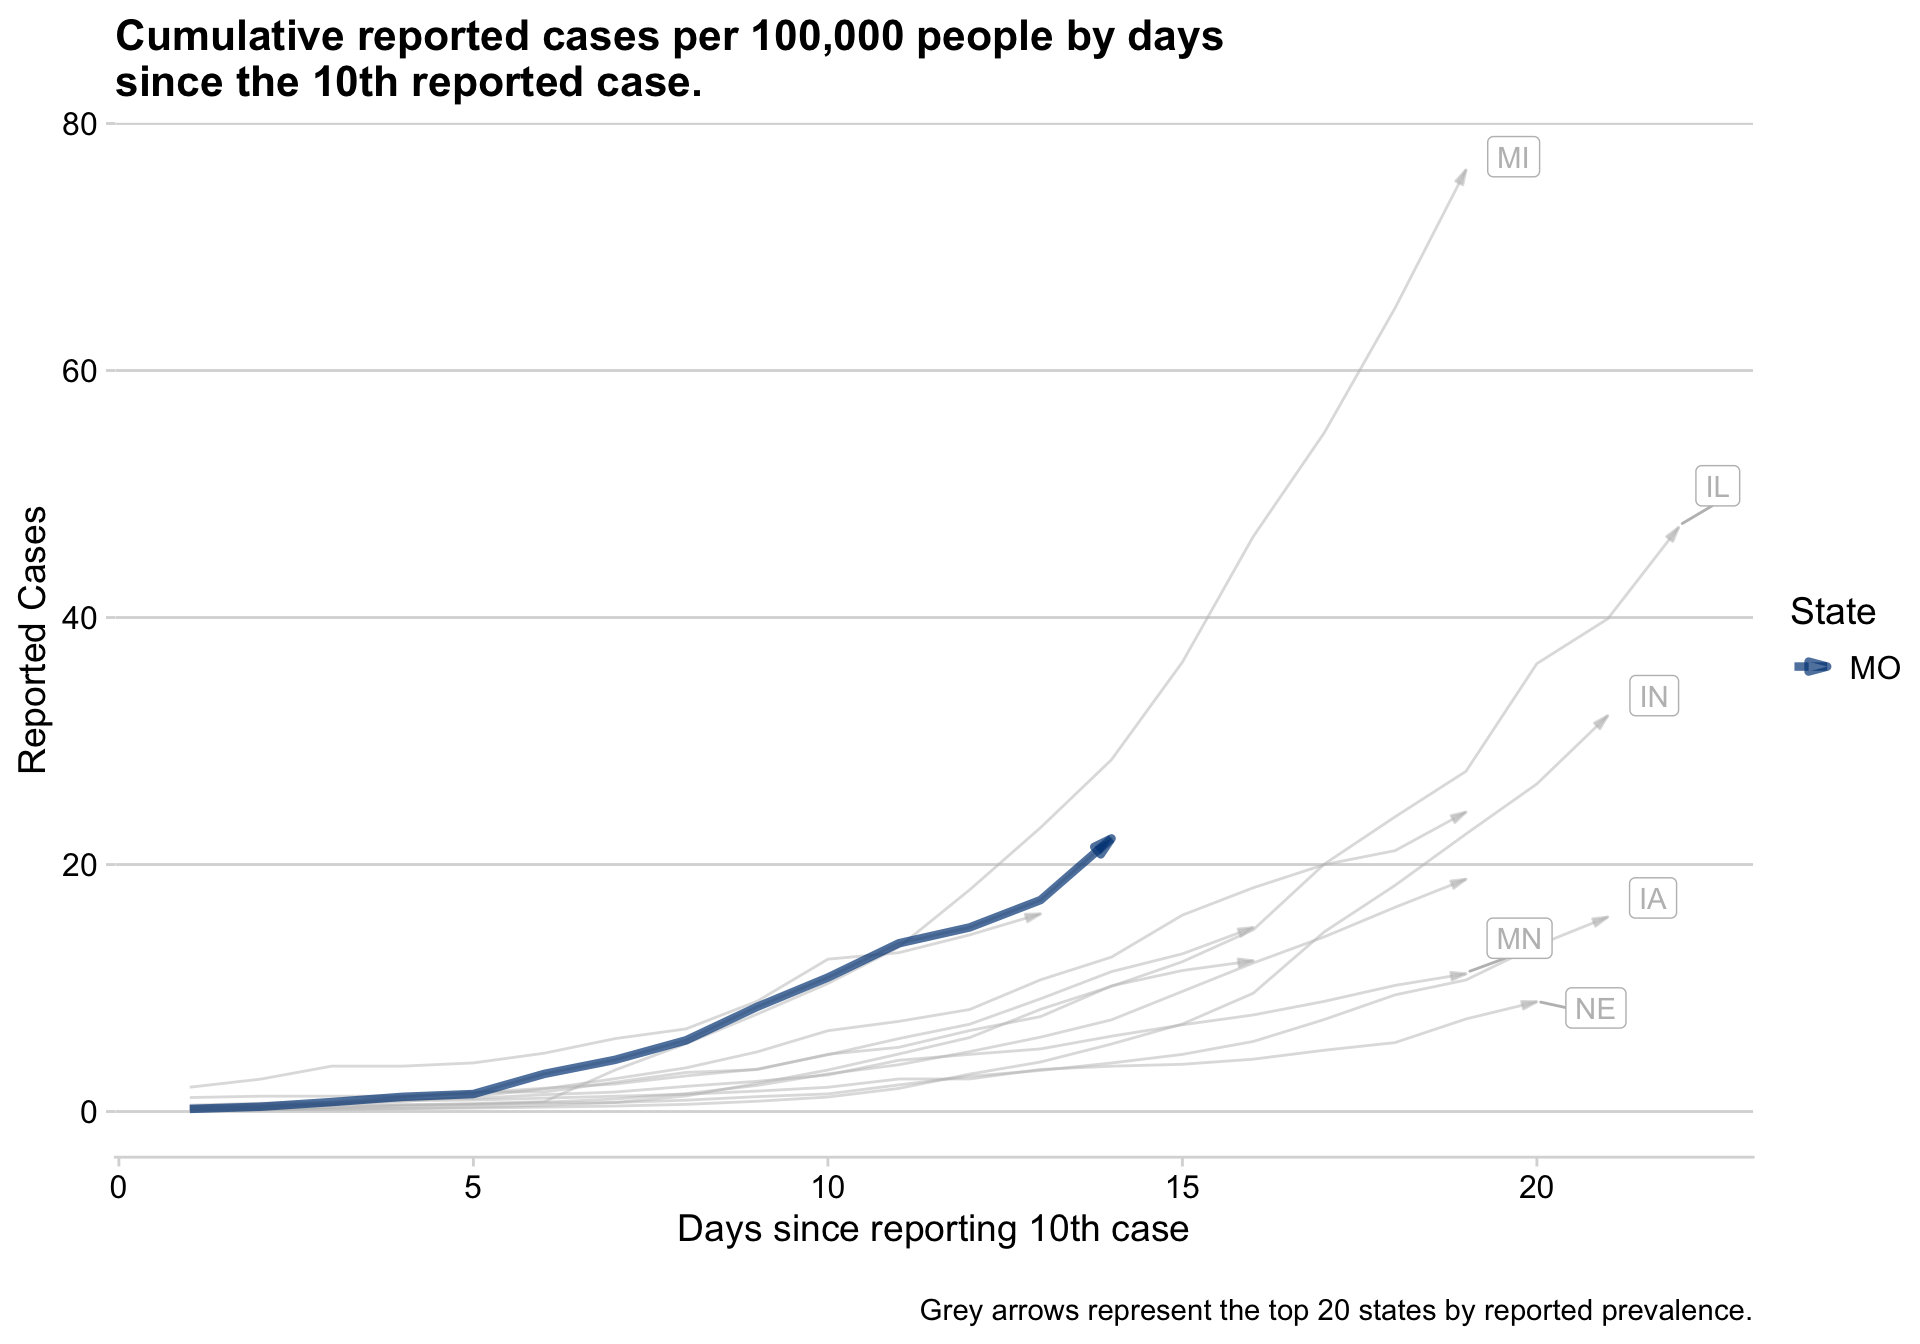 Cumulative reported cases per 100,000 people by days
since the 10th reported case.
80
60
40
20
0
Reported Cases
MI
IL
IN
IA
MN
NE
State
MO
0 5 10 15 20
Days since reporting 10th case
Grey arrows represent the top 20 states by reported prevalence.